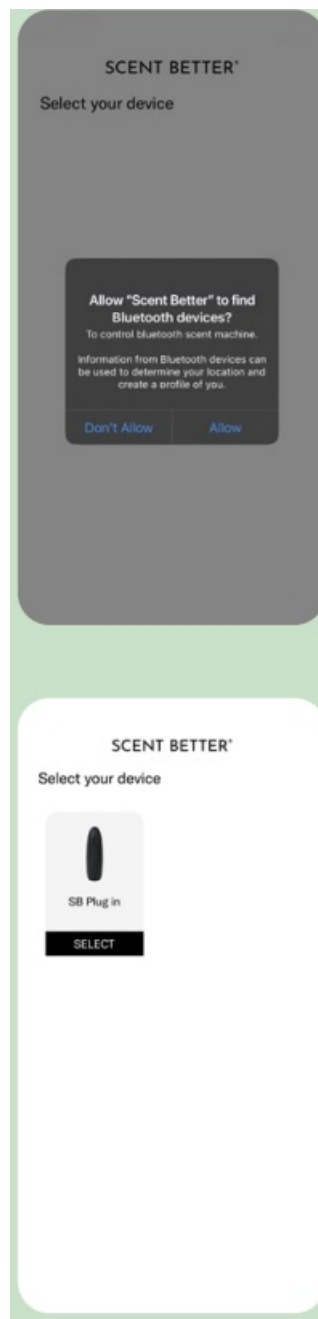 SCENT BETTER®
Select your device
Allow "Scent Better" to find
Bluetooth devices?
To control bluetooth scent machine.
Information from Bluetooth devices can
be used to determine your location and
create a profile of you.
Don't Allow
Allow
SCENT BETTER®
Select your device
SB Plug in
SELECT